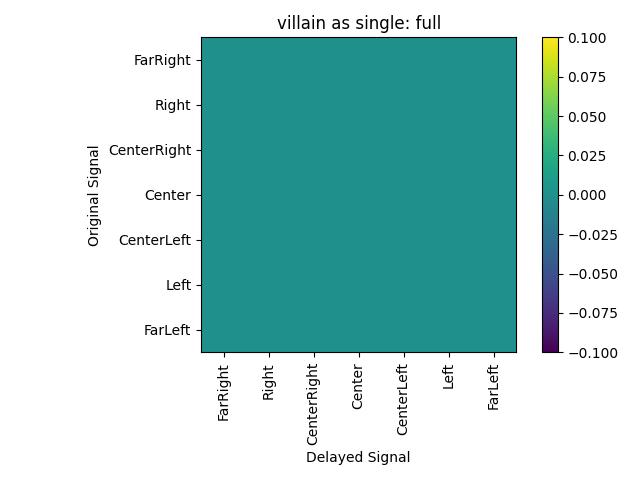 villain as single: full
Original Signal
FarRight
Right
CenterRight
Center
CenterLeft
Left
FarLeft
FarRight
Right
CenterRight
Center
CenterLeft
Left
FarLeft
Delayed Signal
0.100
0.075
0.050
0.025
0.000
−0.025
−0.050
−0.075
−0.100